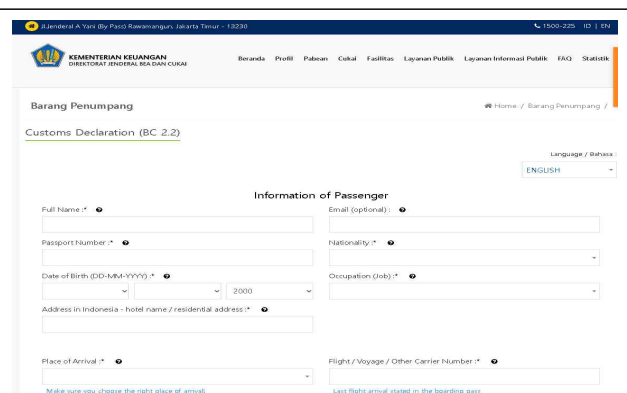 Jl.Jenderal A Yani (By Pass) Rawamangun, Jakarta Timur - 13230
1500-225 ID | EN
KEMENTERIAN KEUANGAN
DIREKTORAT JENDERAL BEA DAN CUKAI
Beranda Profil Pabean Cukai Fasilitas Layanan Publik Layanan Informasi Publik FAQ Statistik
Barang Penumpang
Home / Barang Penumpang /
Customs Declaration (BC 2.2)
Language / Bahasa :
ENGLISH
Information of Passenger
Full Name :*
Email (optional) :
Passport Number :*
Nationality :*
Date of Birth (DD-MM-YYYY) :*
Occupation (Job) :*
2000
Address in Indonesia - hotel name / residential address :*
Place of Arrival :*
Flight / Voyage / Other Carrier Number :*
Make sure you choose the right place of arrival!
Last flight arrival stated in the boarding pass